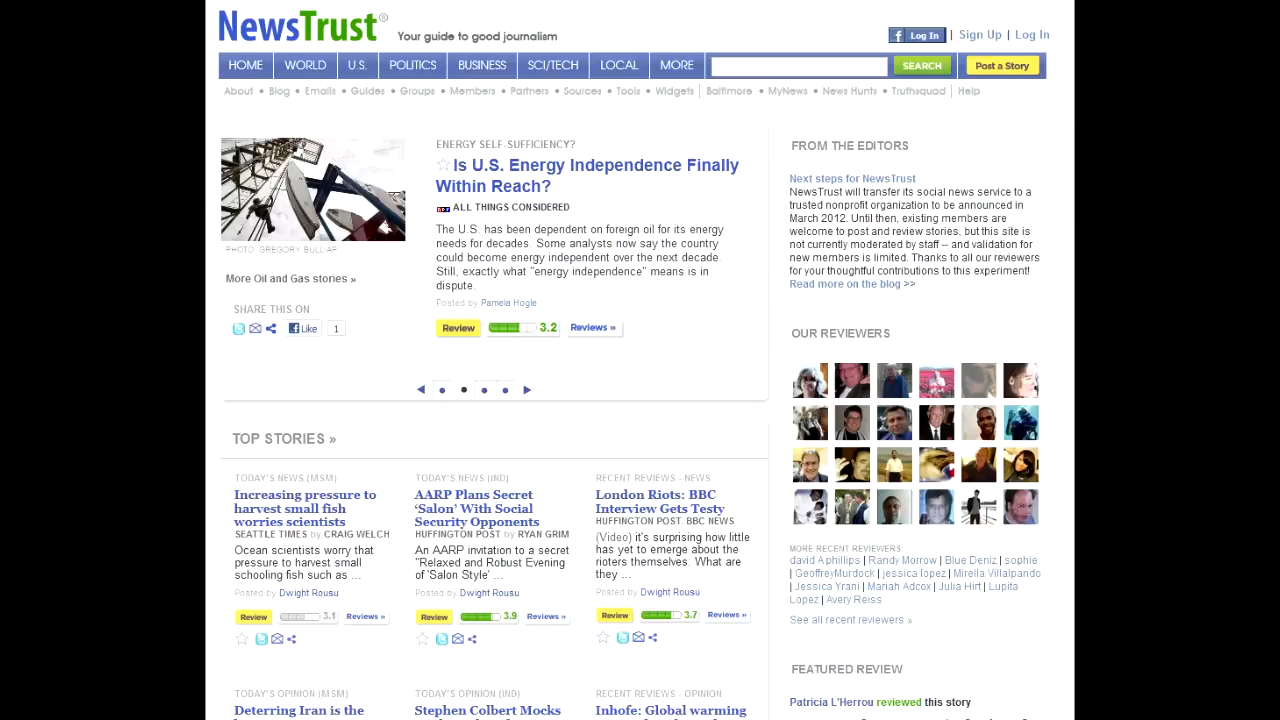 NewsTrust®
Your guide to good journalism
f Log In | Sign Up | Log In
HOME WORLD U.S. POLITICS BUSINESS SCI/TECH LOCAL MORE SEARCH Post a Story
About • Blog • Emails • Guides • Groups • Members • Partners • Sources • Tools • Widgets | Baltimore • MyNews • News Hunts • Truthsquad | Help
PHOTO: GREGORY BULL/AP
More Oil and Gas stories »
SHARE THIS ON
f Like 1
ENERGY SELF-SUFFICIENCY?
Is U.S. Energy Independence Finally
Within Reach?
npr ALL THINGS CONSIDERED
The U.S. has been dependent on foreign oil for its energy
needs for decades. Some analysts now say the country
could become energy independent over the next decade.
Still, exactly what "energy independence" means is in
dispute.
Posted by Pamela Hogle
Review 3.2 Reviews »
TOP STORIES »
TODAY'S NEWS (MSM)
Increasing pressure to
harvest small fish
worries scientists
SEATTLE TIMES by CRAIG WELCH
Ocean scientists worry that
pressure to harvest small
schooling fish such as ...
Posted by Dwight Rousu
Review 3.1 Reviews »
TODAY'S NEWS (IND)
AARP Plans Secret
‘Salon’ With Social
Security Opponents
HUFFINGTON POST by RYAN GRIM
An AARP invitation to a secret
"Relaxed and Robust Evening
of 'Salon Style' ...
Posted by Dwight Rousu
Review 3.9 Reviews »
RECENT REVIEWS - NEWS
London Riots: BBC
Interview Gets Testy
HUFFINGTON POST, BBC NEWS
(Video) it's surprising how little
has yet to emerge about the
rioters themselves. What are
they ...
Posted by Dwight Rousu
Review 3.7 Reviews »
TODAY'S OPINION (MSM)
Deterring Iran is the
TODAY'S OPINION (IND)
Stephen Colbert Mocks
RECENT REVIEWS - OPINION
Inhofe: Global warming
FROM THE EDITORS
Next steps for NewsTrust
NewsTrust will transfer its social news service to a
trusted nonprofit organization to be announced in
March 2012. Until then, existing members are
welcome to post and review stories, but this site is
not currently moderated by staff -- and validation for
new members is limited. Thanks to all our reviewers
for your thoughtful contributions to this experiment!
Read more on the blog >>
OUR REVIEWERS
MORE RECENT REVIEWERS
david A phillips | Randy Morrow | Blue Deniz | sophie
| GeoffreyMurdock | jessica lopez | Mirella Villalpando
| Jessica Yrani | Mariah Adcox | Julia Hirt | Lupita
Lopez | Avery Reiss
See all recent reviewers »
FEATURED REVIEW
Patricia L'Herrou reviewed this story